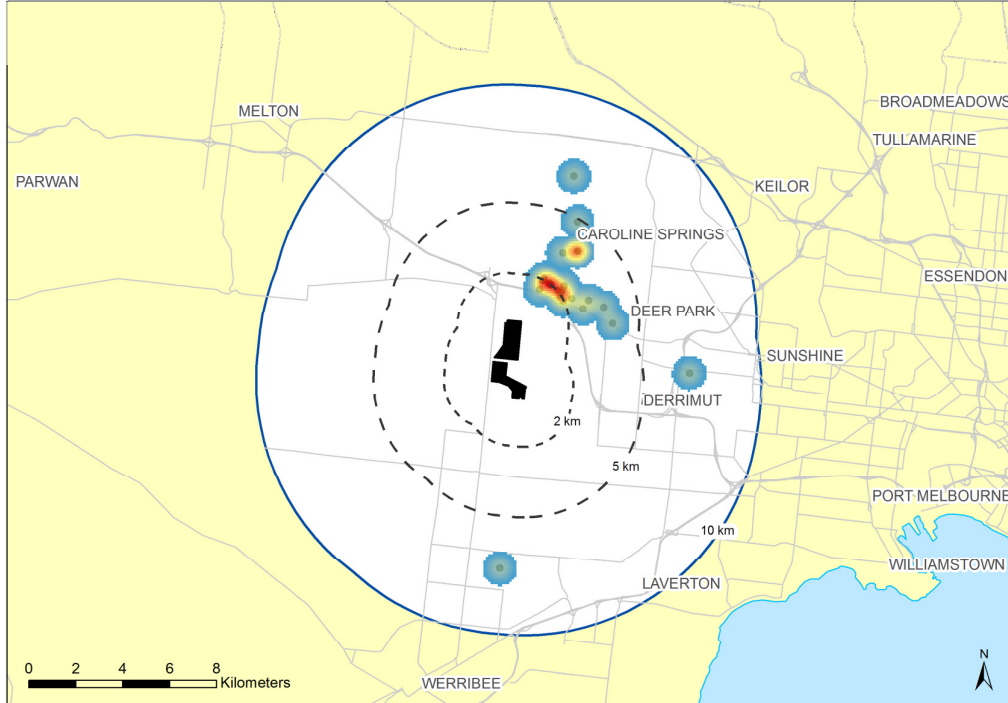 BROADMEADOWS
MELTON
TULLAMARINE
PARWAN
KEILOR
CAROLINE SPRINGS
ESSENDON
DEER PARK
SUNSHINE
DERRIMUT
2 km
5 km
PORT MELBOURNE
10 km
WILLIAMSTOWN
LAVERTON
N
0 2 4 6 8
Kilometers
WERRIBEE